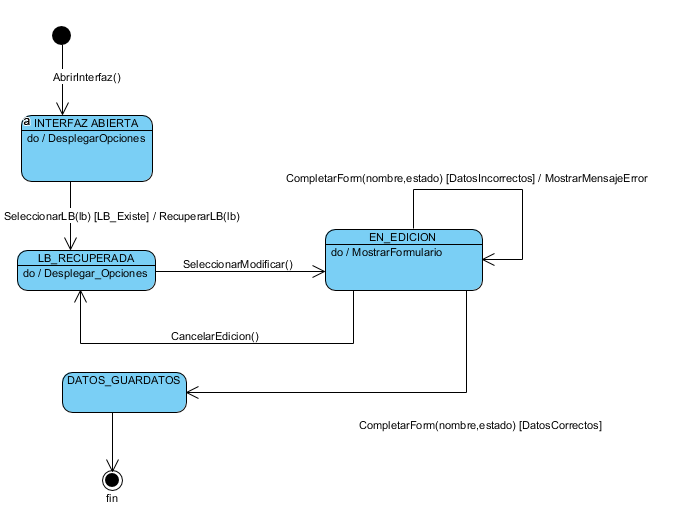 AbrirInterfaz()
a
INTERFAZ ABIERTA
do / DesplegarOpciones
CompletarForm(nombre,estado) [DatosIncorrectos] / MostrarMensajeError
SeleccionarLB(lb) [LB_Existe] / RecuperarLB(lb)
EN_EDICION
do / MostrarFormulario
LB_RECUPERADA
do / Desplegar_Opciones
SeleccionarModificar()
CancelarEdicion()
DATOS_GUARDATOS
CompletarForm(nombre,estado) [DatosCorrectos]
fin